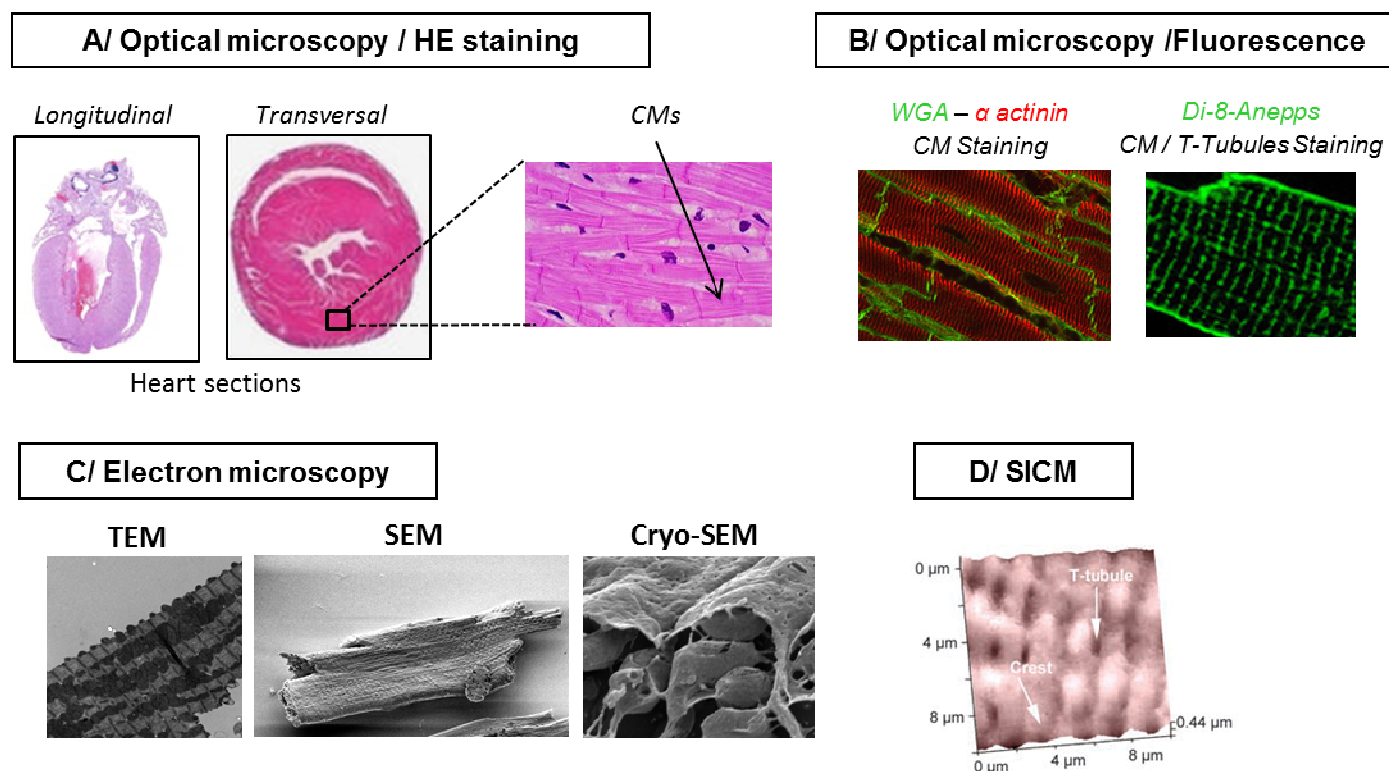 A/ Optical microscopy / HE staining
B/ Optical microscopy /Fluorescence
Longitudinal
Transversal
CMs
WGA – α actinin
CM Staining
Di-8-Anepps
CM / T-Tubules Staining
Heart sections
C/ Electron microscopy
D/ SICM
TEM
SEM
Cryo-SEM
0 µm
T-tubule
4 µm
Crest
8 µm
0.44 µm
0 µm
4 µm
8 µm